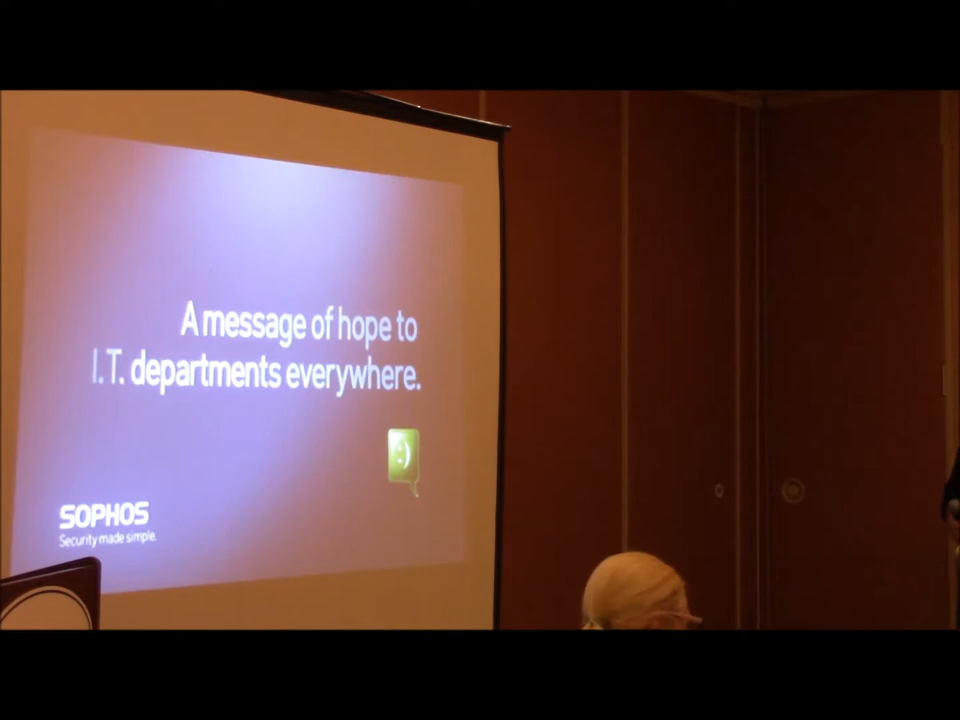 A message of hope to
I.T. departments everywhere.
:)
SOPHOS
Security made simple.